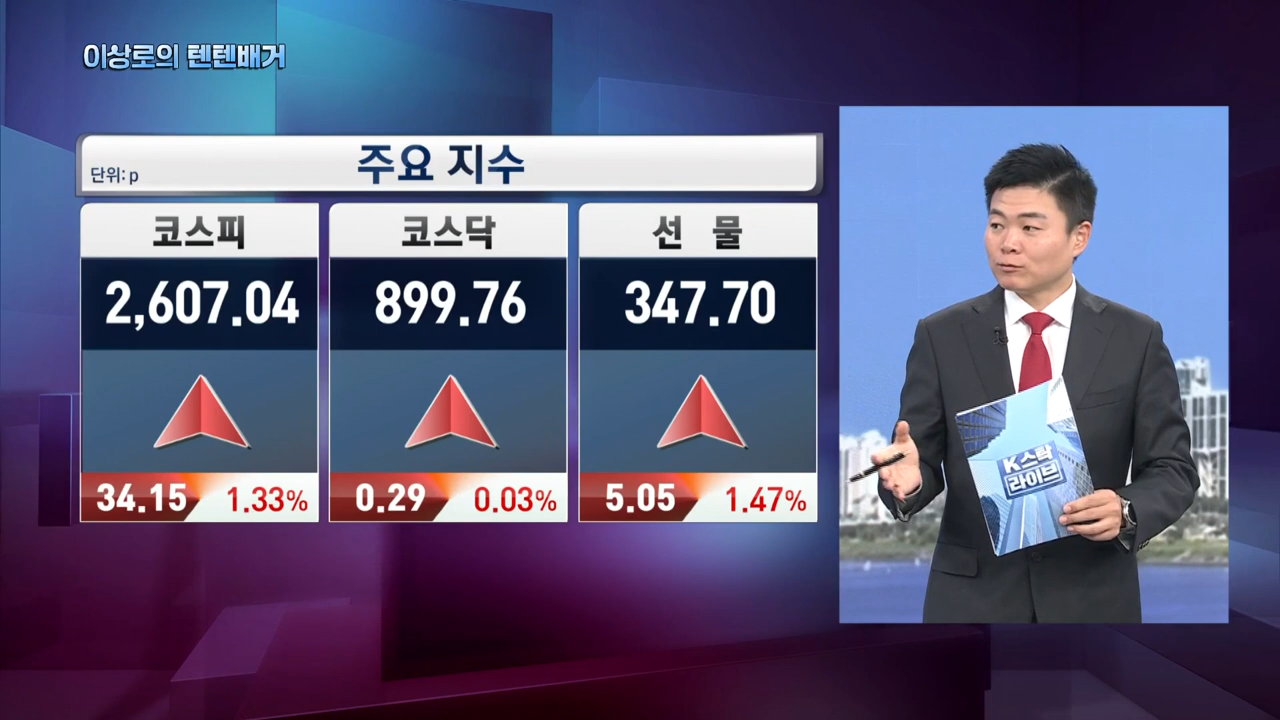 이상로의 텐텐배거
단위: p
주요 지수
코스피
코스닥
선 물
2,607.04
899.76
347.70
34.15 1.33%
0.29 0.03%
5.05 1.47%
K스탁
라이브